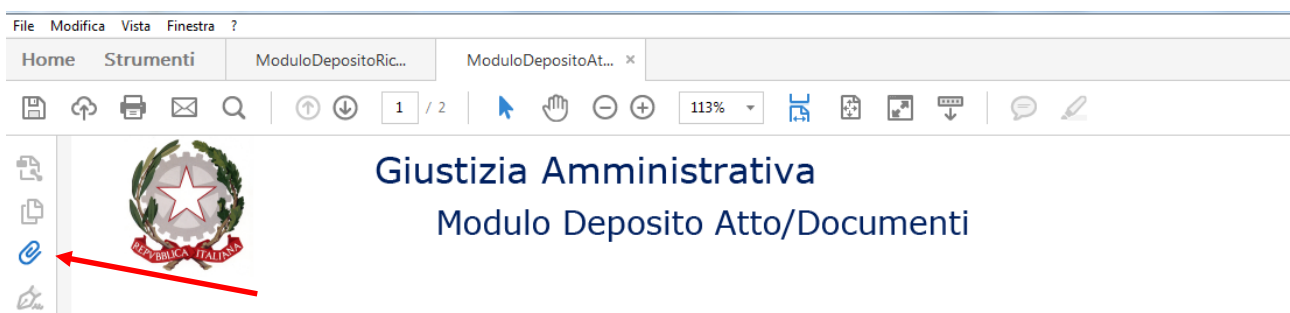 File Modifica Vista Finestra ?
Home Strumenti ModuloDepositoRic... ModuloDepositoAt... ×
1 / 2 113%
Giustizia Amministrativa
Modulo Deposito Atto/Documenti
REPVBBLICA ITALIANA